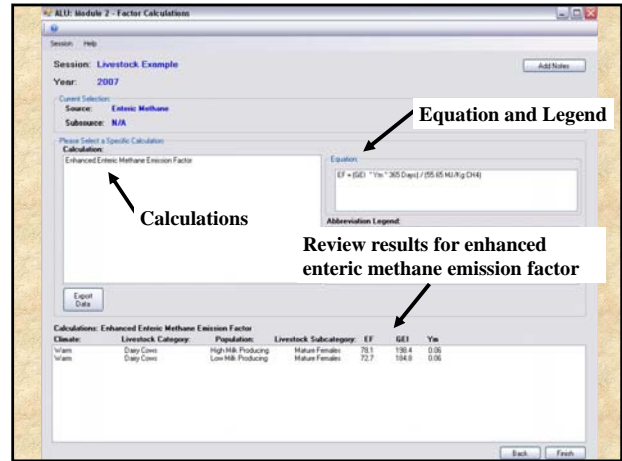 ALU: Module 2 - Factor Calculations
Session Help
Session: Livestock Example
Add Notes
Year: 2007
Current Selection:
Source: Enteric Methane
Subsource: N/A
Equation and Legend
Please Select a Specific Calculation
Calculation:
Enhanced Enteric Methane Emission Factor
Equation:
EF = (GEI * Ym * 365 Days) / (55.65 MJ/Kg CH4)
Calculations
Abbreviation Legend:
Review results for enhanced
enteric methane emission factor
Export
Data
Calculations: Enhanced Enteric Methane Emission Factor
Climate: Livestock Category: Population: Livestock Subcategory: EF GEI Ym
Warm Dairy Cows High Milk Producing Mature Females 78.1 198.4 0.06
Warm Dairy Cows Low Milk Producing Mature Females 72.7 184.8 0.06
Back Finish